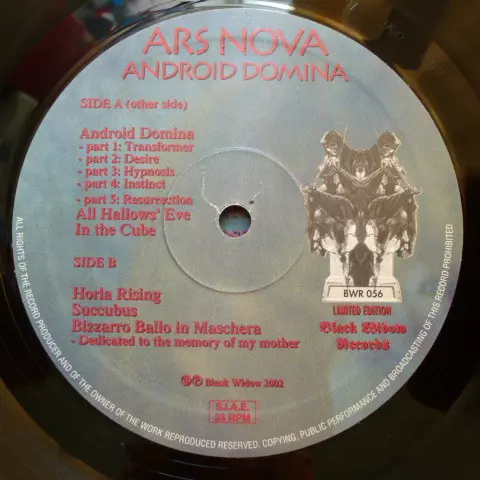 ARS NOVA
ANDROID DOMINA
SIDE A (other side)
Android Domina
- part 1: Transformer
- part 2: Desire
- part 3: Hypnosis
- part 4: Instinct
- part 5: Resurrection
All Hallows' Eve
In the Cube
SIDE B
Horla Rising
Succubus
Bizzarro Ballo in Maschera
- Dedicated to the memory of my mother
BWR 056
LIMITED EDITION
Black Widow
Records
©℗ Black Widow 2002
S.I.A.E.
33 RPM
ALL RIGHTS OF THE RECORD PRODUCER AND OF THE OWNER OF THE WORK REPRODUCED RESERVED. COPYING, PUBLIC PERFORMANCE AND BROADCASTING OF THIS RECORD PROHIBITED